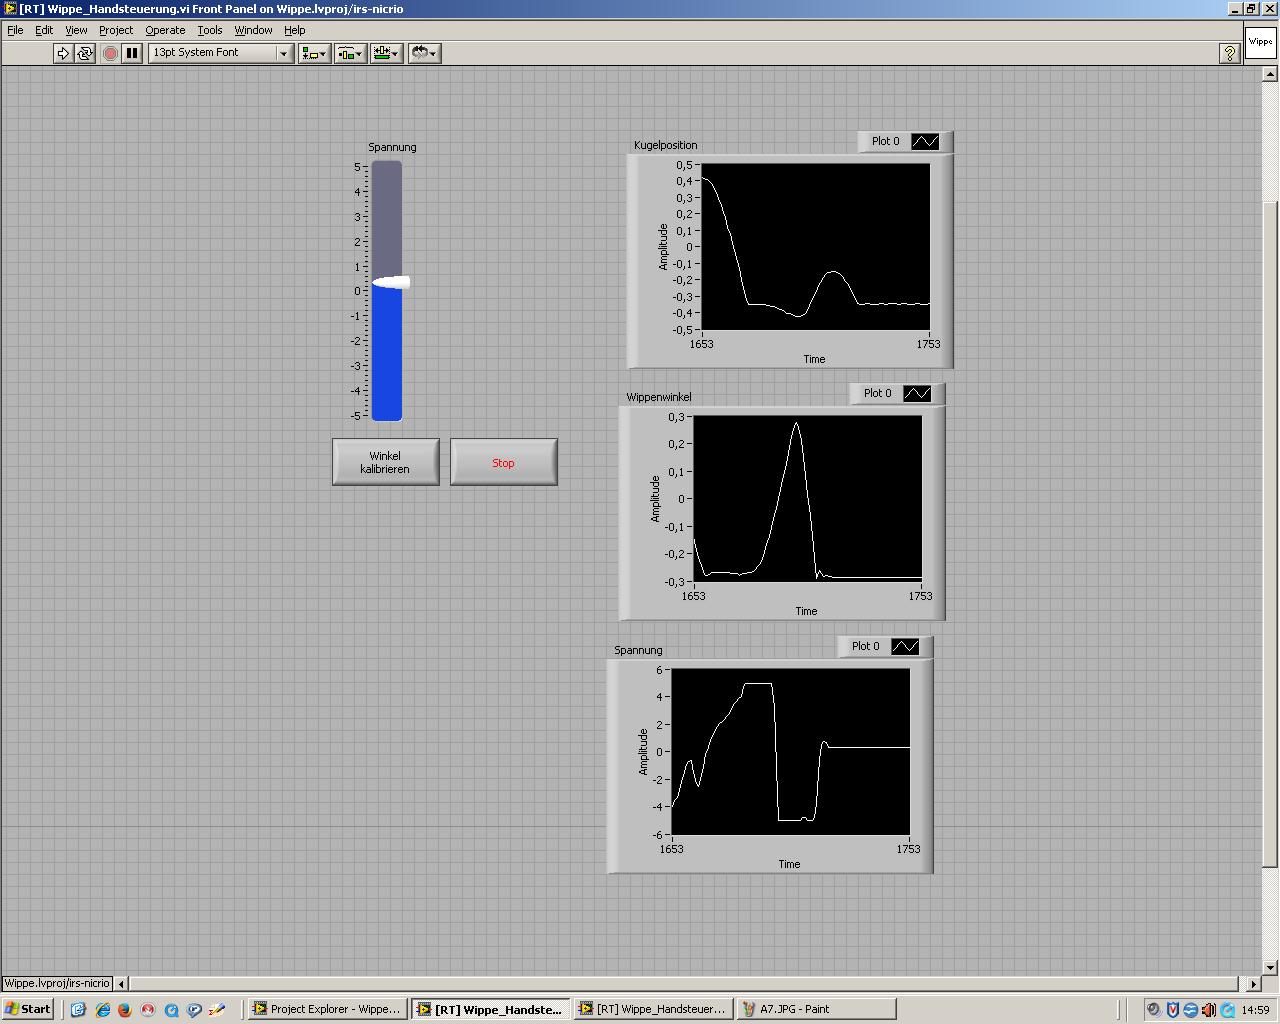 [RT] Wippe_Handsteuerung.vi Front Panel on Wippe.lvproj/irs-nicrio
File Edit View Project Operate Tools Window Help
13pt System Font
?
Wippe
Spannung
5
4
3
2
1
0
-1
-2
-3
-4
-5
Winkel
kalibrieren
Stop
Kugelposition
Plot 0
Amplitude
0,5
0,4
0,3
0,2
0,1
0
-0,1
-0,2
-0,3
-0,4
-0,5
1653 1753
Time
Wippenwinkel
Plot 0
Amplitude
0,3
0,2
0,1
0
-0,1
-0,2
-0,3
1653 1753
Time
Spannung
Plot 0
Amplitude
6
4
2
0
-2
-4
-6
1653 1753
Time
Wippe.lvproj/irs-nicrio
Start Project Explorer - Wippe... [RT] Wippe_Handste... [RT] Wippe_Handsteuer... A7.JPG - Paint 14:59